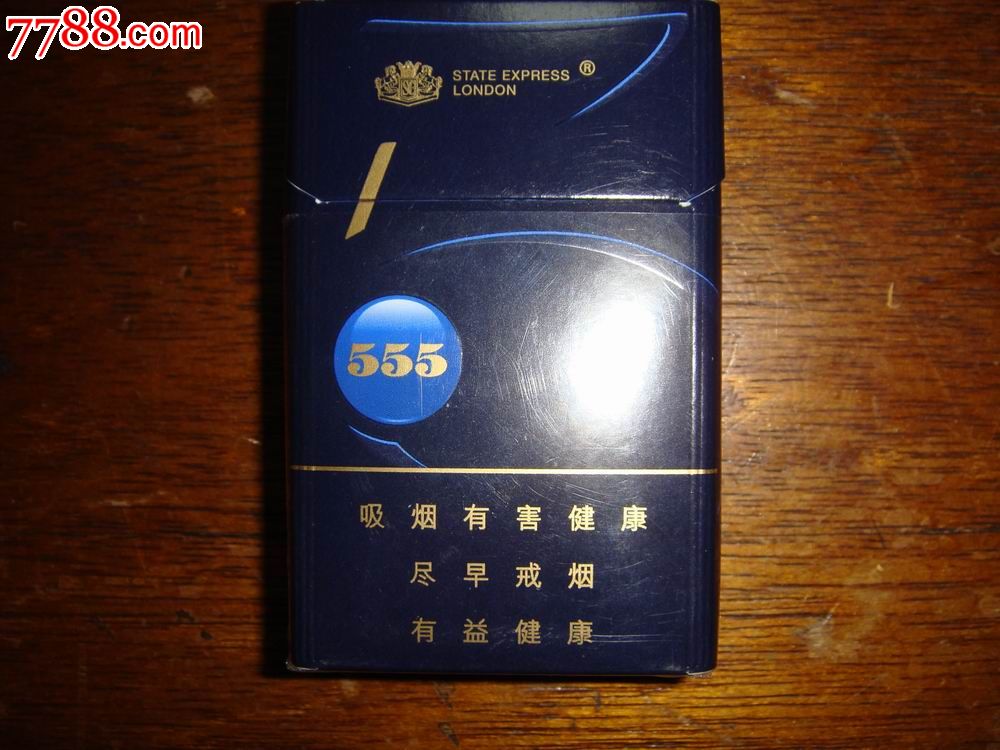 7788.com
STATE EXPRESS ®
LONDON
555
吸烟有害健康
尽早戒烟
有益健康